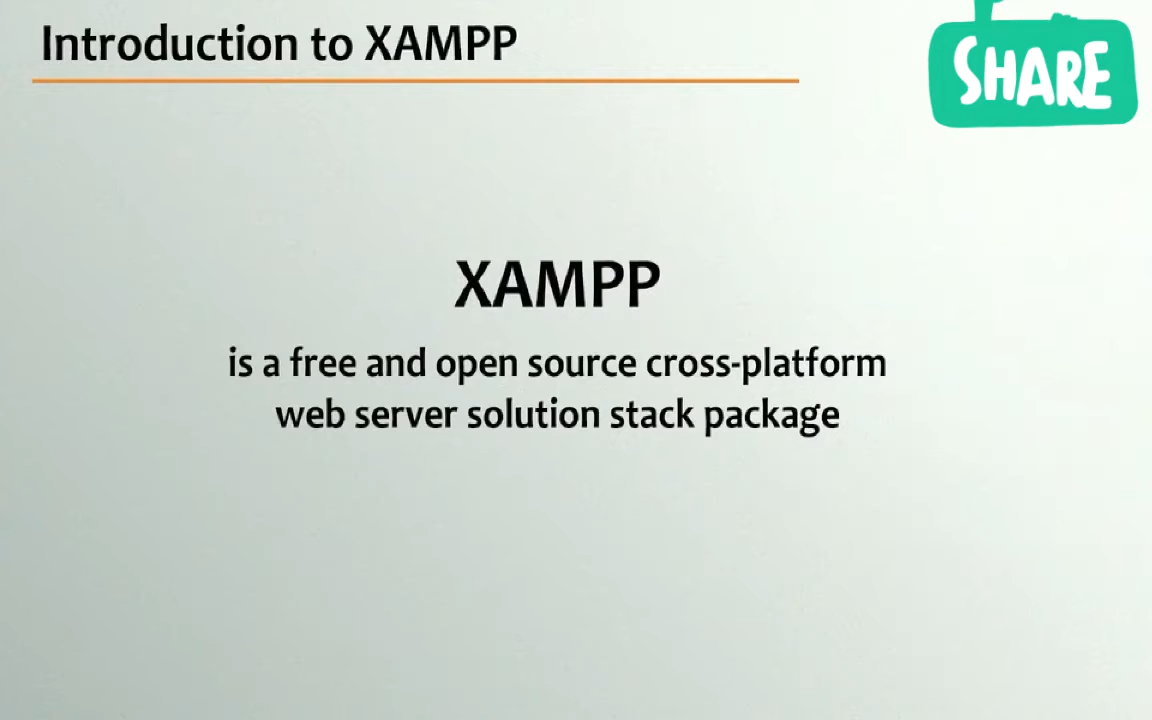 Introduction to XAMPP
SHARE
XAMPP
is a free and open source cross-platform
web server solution stack package